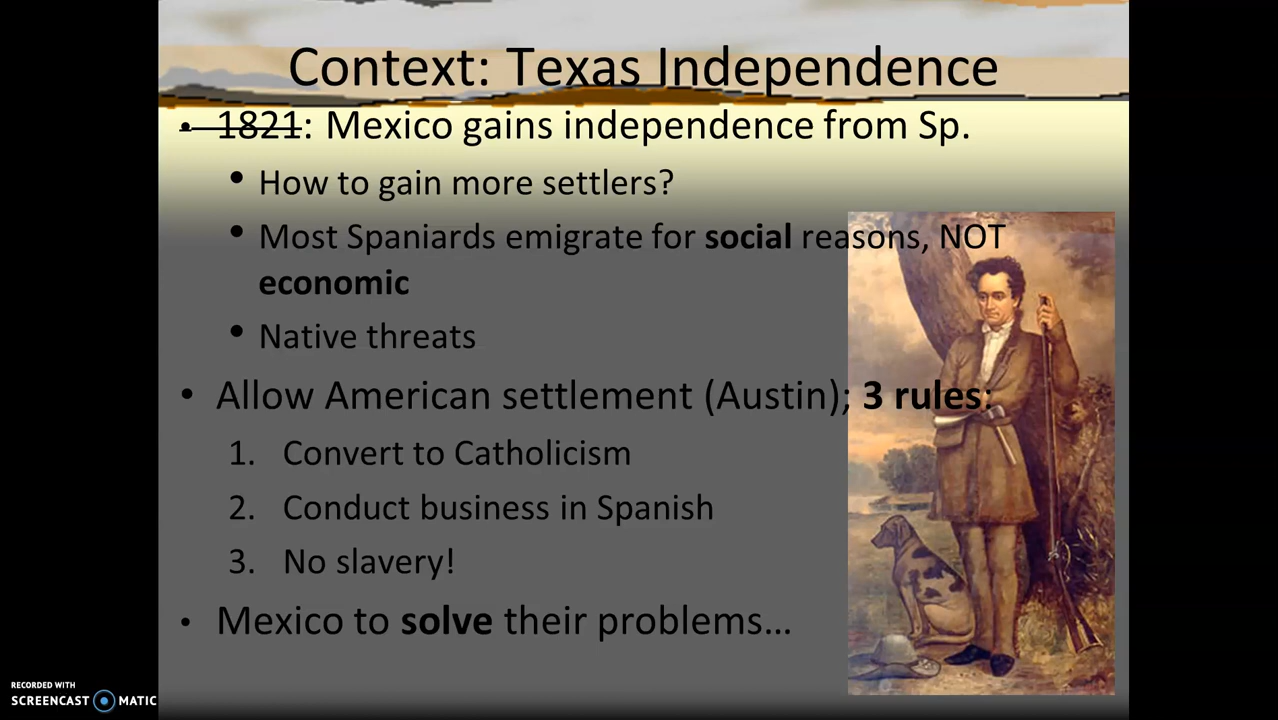 Context: Texas Independence
• 1821: Mexico gains independence from Sp.
• How to gain more settlers?
• Most Spaniards emigrate for social reasons, NOT
economic
• Native threats
• Allow American settlement (Austin); 3 rules:
1. Convert to Catholicism
2. Conduct business in Spanish
3. No slavery!
• Mexico to solve their problems…
RECORDED WITH
SCREENCAST MATIC